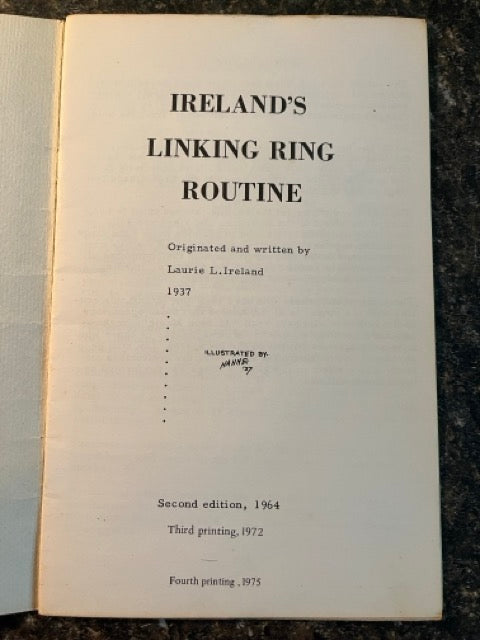 IRELAND'S
LINKING RING
ROUTINE
Originated and written by
Laurie L. Ireland
1937
ILLUSTRATED BY-
'37
Second edition, 1964
Third printing, 1972
Fourth printing, 1975